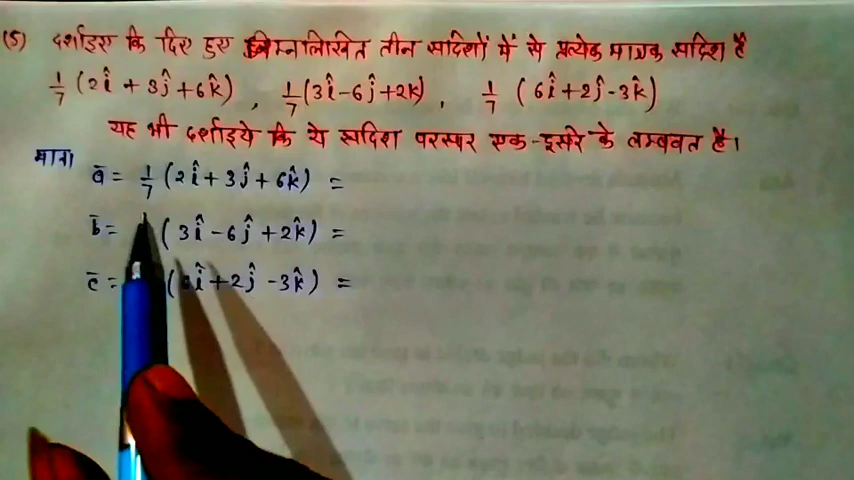 (5) दर्शाइए कि दिए हुए निम्नलिखित तीन सदिशों में से प्रत्येक मात्रक सदिश है
1/7 (2î + 3ĵ + 6k̂) , 1/7 (3î - 6ĵ + 2k̂) , 1/7 (6î + 2ĵ - 3k̂)
यह भी दर्शाइये कि ये सदिश परस्पर एक-दूसरे के लम्बवत है।
माना
a̅ = 1/7 (2î + 3ĵ + 6k̂) =
b̅ = (3î - 6ĵ + 2k̂) =
c̅ = ( î + 2ĵ - 3k̂) =